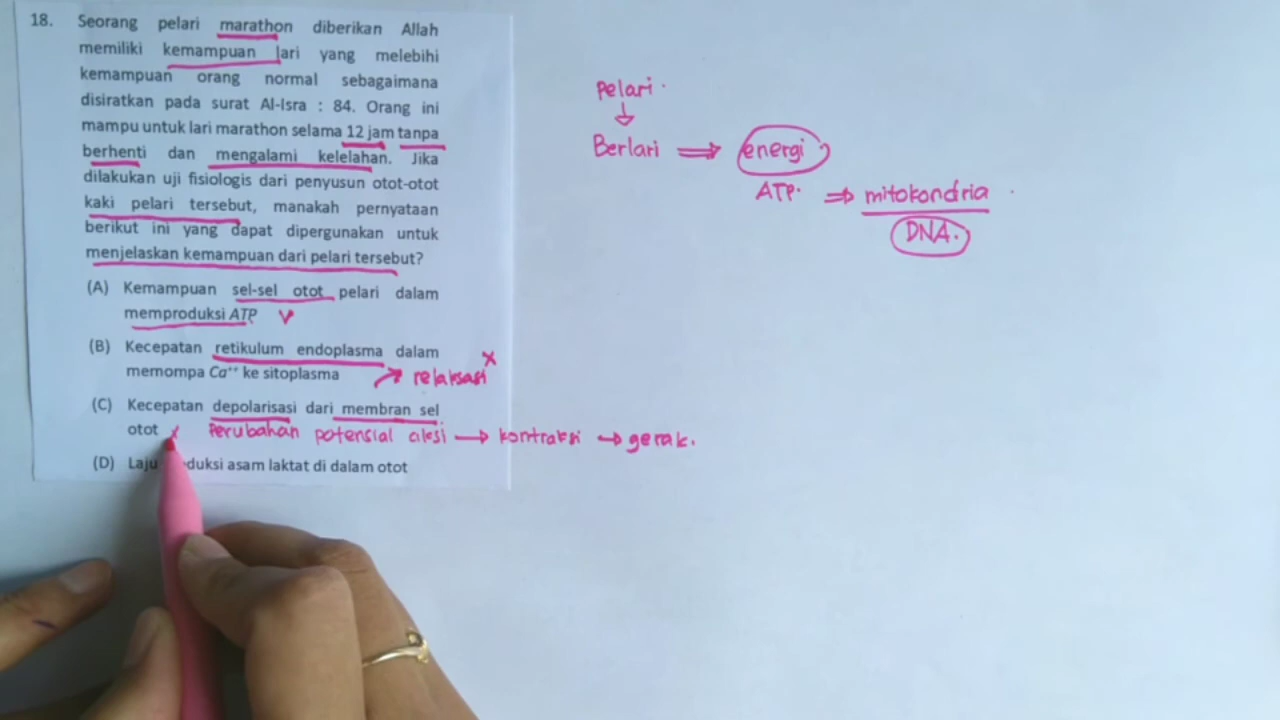 18. Seorang pelari marathon diberikan Allah
memiliki kemampuan lari yang melebihi
kemampuan orang normal sebagaimana
disiratkan pada surat Al-Isra : 84. Orang ini
mampu untuk lari marathon selama 12 jam tanpa
berhenti dan mengalami kelelahan. Jika
dilakukan uji fisiologis dari penyusun otot-otot
kaki pelari tersebut, manakah pernyataan
berikut ini yang dapat dipergunakan untuk
menjelaskan kemampuan dari pelari tersebut?
(A) Kemampuan sel-sel otot pelari dalam
memproduksi ATP v
(B) Kecepatan retikulum endoplasma dalam x
memompa Ca⁺⁺ ke sitoplasma → relaksasi
(C) Kecepatan depolarisasi dari membran sel
otot x Perubahan potensial aksi → kontraksi → gerak.
(D) Laju duksi asam laktat di dalam otot
Pelari.
↓
Berlari ⇒ energi
ATP. ⇒ mitokondria
DNA.